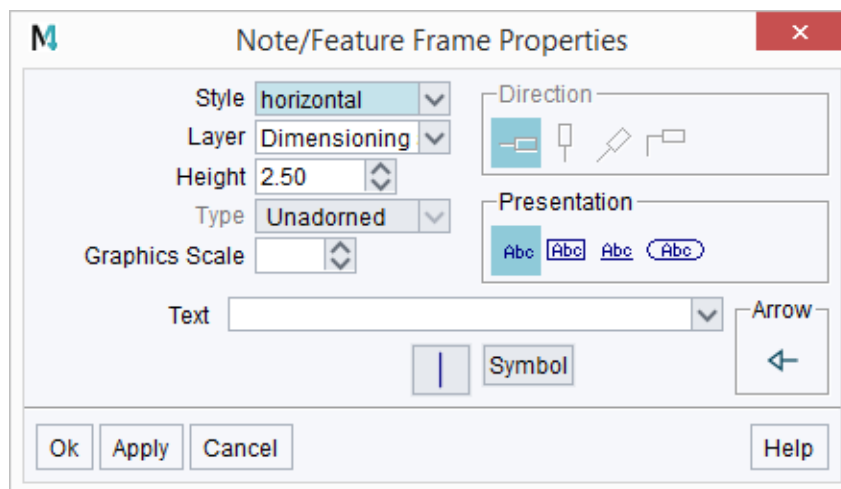 Note/Feature Frame Properties
Style horizontal
Direction
Layer Dimensioning
Height 2.50
Type Unadorned
Presentation
Graphics Scale
Abc Abc Abc Abc
Text
Arrow
Symbol
Ok Apply Cancel Help